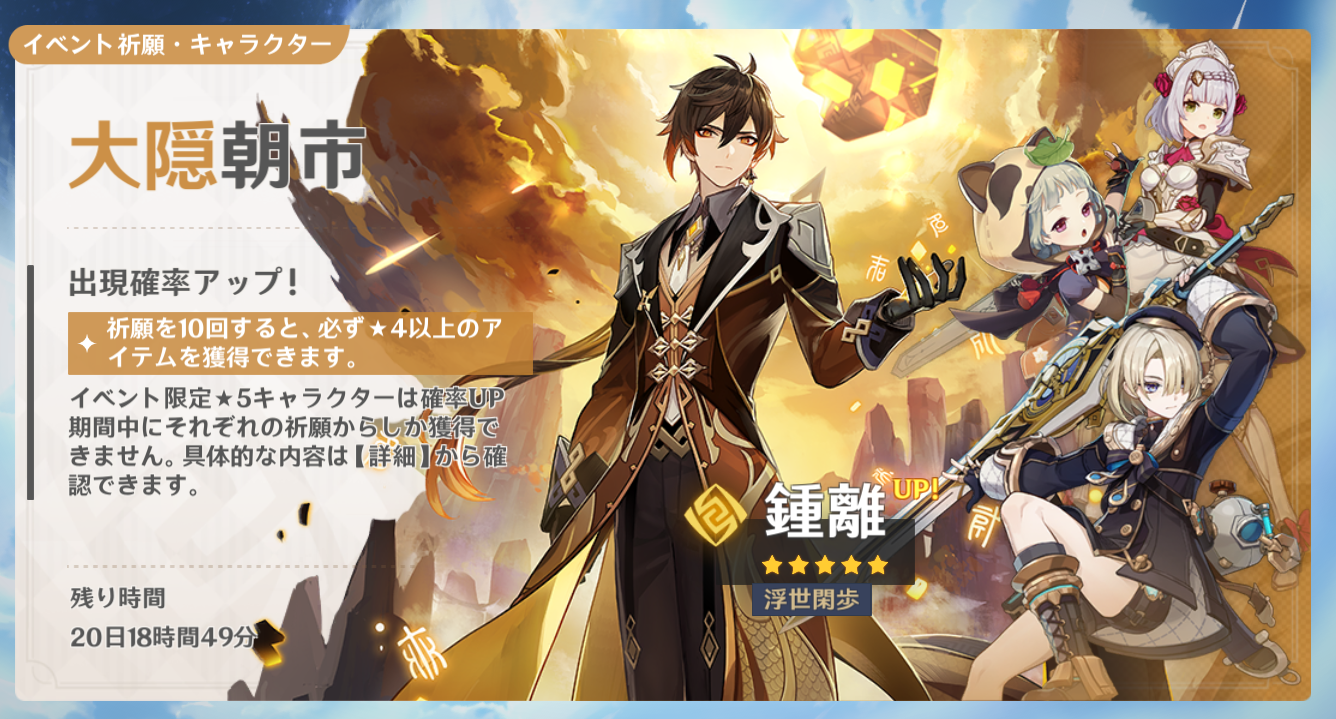 イベント祈願・キャラクター
大隠朝市
出現確率アップ！
祈願を10回すると、必ず★4以上のア
イテムを獲得できます。
イベント限定★5キャラクターは確率UP
期間中にそれぞれの祈願からしか獲得で
きません。具体的な内容は【詳細】から確
認できます。
鍾離 UP!
浮世閑歩
残り時間
20日18時間49分